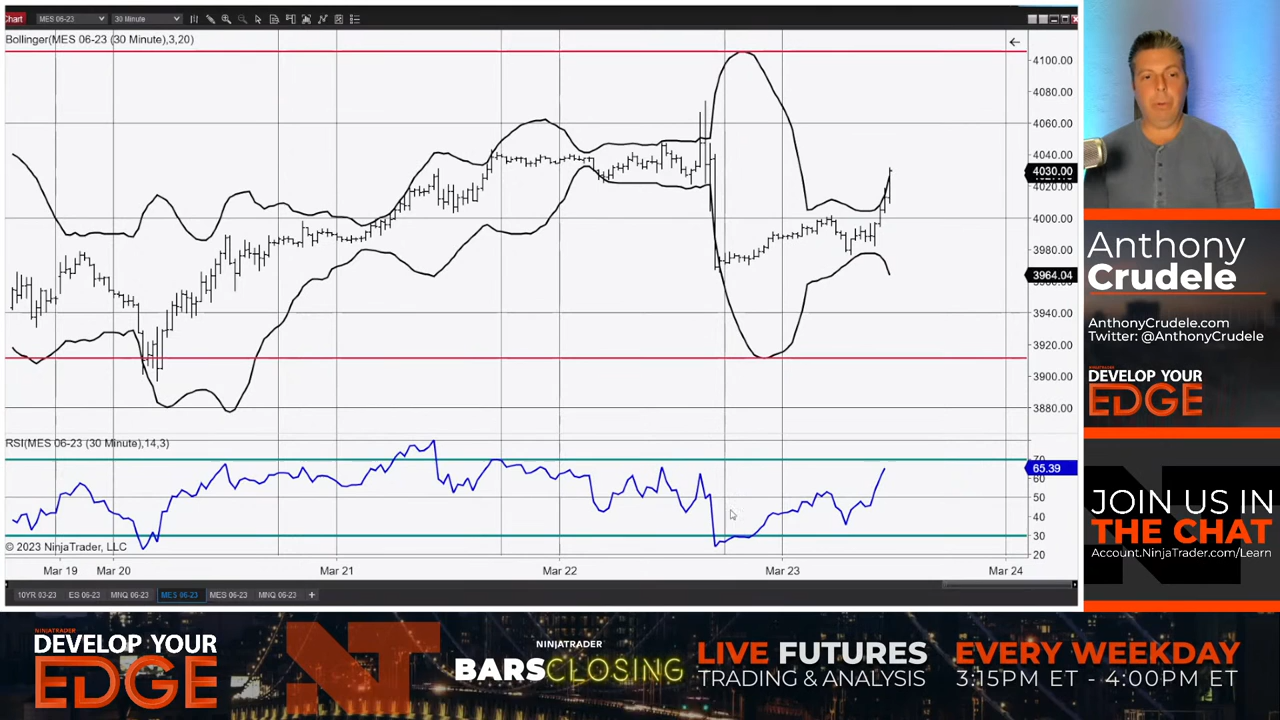 Chart
MES 06-23
30 Minute
Bollinger(MES 06-23 (30 Minute),3,20)
4100.00
4080.00
4060.00
4040.00
4030.00
4020.00
4000.00
3980.00
3964.04
3940.00
3920.00
3900.00
3880.00
RSI(MES 06-23 (30 Minute),14,3)
70
65.39
60
50
40
30
20
© 2023 NinjaTrader, LLC
Mar 19
Mar 20
Mar 21
Mar 22
Mar 23
Mar 24
10YR 03-23
ES 06-23
MNQ 06-23
MES 06-23
MES 06-23
MNQ 06-23
+
Anthony
Crudele
AnthonyCrudele.com
Twitter: @AnthonyCrudele
NINJATRADER
DEVELOP YOUR
EDGE
JOIN US IN
THE CHAT
Account.NinjaTrader.com/Learn
NINJATRADER
DEVELOP YOUR
EDGE
NT
NINJATRADER
BARSCLOSING
LIVE FUTURES
TRADING & ANALYSIS
EVERY WEEKDAY
3:15PM ET - 4:00PM ET